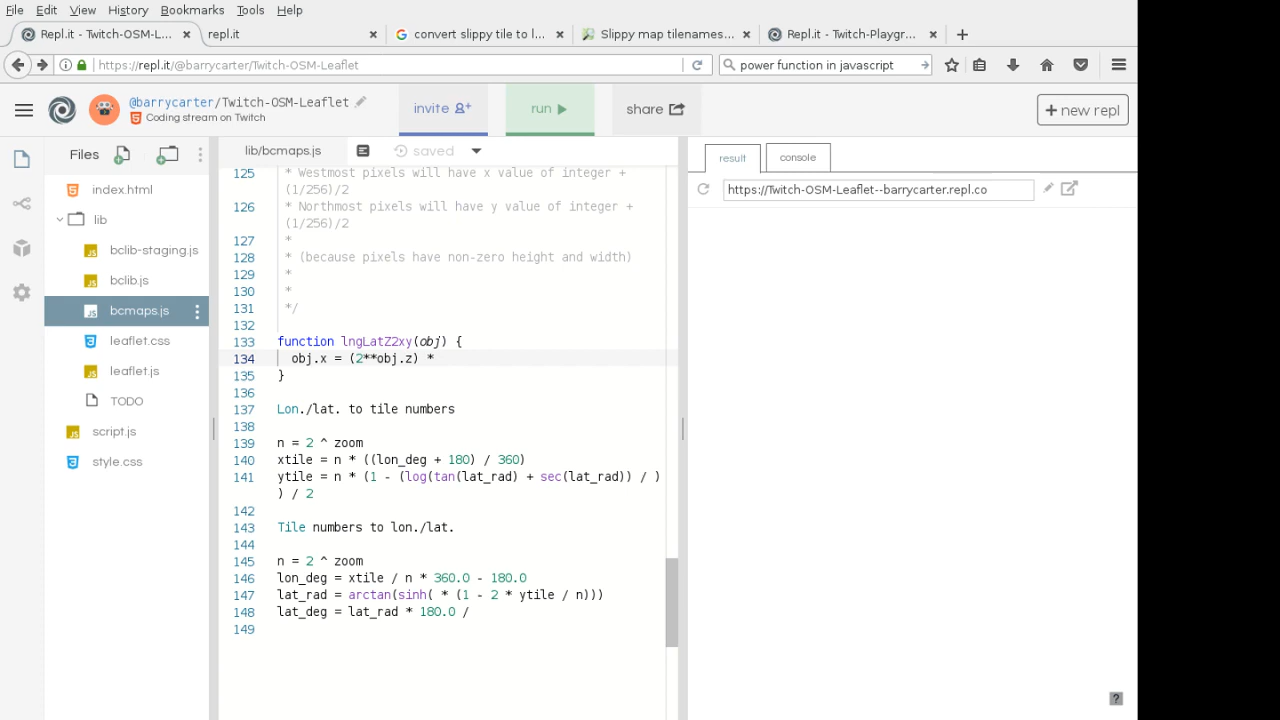 File Edit View History Bookmarks Tools Help
Repl.it - Twitch-OSM-L... × repl.it × convert slippy tile to l... × Slippy map tilenames... × Repl.it - Twitch-Playgr... × +
https://repl.it/@barrycarter/Twitch-OSM-Leaflet power function in javascript
@barrycarter/Twitch-OSM-Leaflet
Coding stream on Twitch
invite run share + new repl
Files
index.html
lib
bclib-staging.js
bclib.js
bcmaps.js
leaflet.css
leaflet.js
TODO
script.js
style.css
lib/bcmaps.js saved
125 * Westmost pixels will have x value of integer +
(1/256)/2
126 * Northmost pixels will have y value of integer +
(1/256)/2
127 *
128 * (because pixels have non-zero height and width)
129 *
130 *
131 */
132
133 function lngLatZ2xy(obj) {
134 obj.x = (2**obj.z) *
135 }
136
137 Lon./lat. to tile numbers
138
139 n = 2 ^ zoom
140 xtile = n * ((lon_deg + 180) / 360)
141 ytile = n * (1 - (log(tan(lat_rad) + sec(lat_rad)) / )
) / 2
142
143 Tile numbers to lon./lat.
144
145 n = 2 ^ zoom
146 lon_deg = xtile / n * 360.0 - 180.0
147 lat_rad = arctan(sinh( * (1 - 2 * ytile / n)))
148 lat_deg = lat_rad * 180.0 /
149
result console
https://Twitch-OSM-Leaflet--barrycarter.repl.co
?